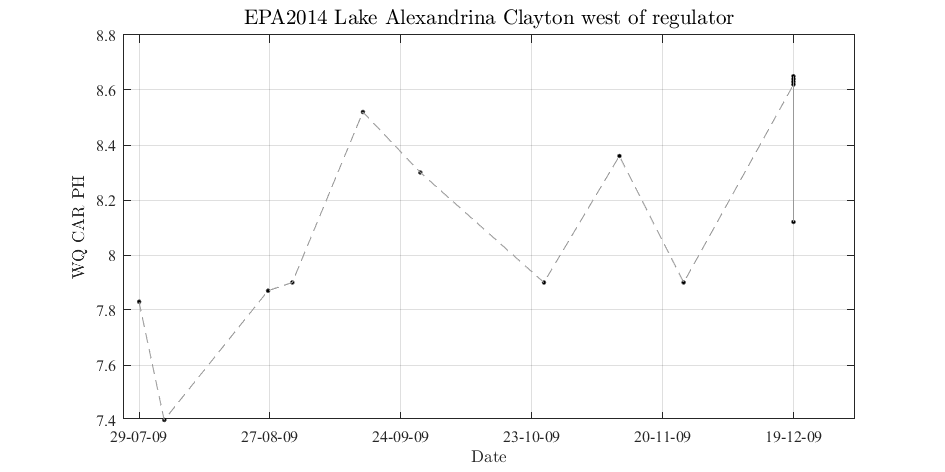 EPA2014 Lake Alexandrina Clayton west of regulator
8.8
8.6
8.4
8.2
8
7.8
7.6
7.4
WQ CAR PH
29-07-09 27-08-09 24-09-09 23-10-09 20-11-09 19-12-09
Date